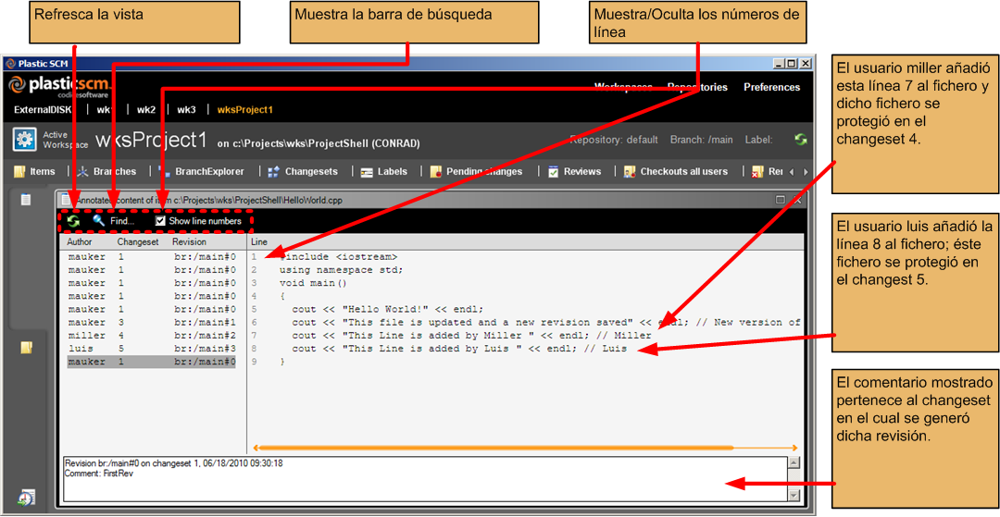 Refresca la vista
Muestra la barra de búsqueda
Muestra/Oculta los números de
línea
Plastic SCM
plasticscm.
codicesoftware
Workspaces Repositories Preferences
ExternalDISK wk1 wk2 wk3 wksProject1
Active
Workspace
wksProject1 on c:\Projects\wks\ProjectShell (CONRAD)
Repository: default Branch: /main Label:
Items Branches BranchExplorer Changesets Labels Pending changes Reviews Checkouts all users
Annotated content of item c:\Projects\wks\ProjectShell\HelloWorld.cpp
Find... Show line numbers
Author Changeset Revision Line
mauker 1 br:/main#0 1 #include <iostream>
mauker 1 br:/main#0 2 using namespace std;
mauker 1 br:/main#0 3 void main()
mauker 1 br:/main#0 4 {
mauker 1 br:/main#0 5 cout << "Hello World!" << endl;
mauker 3 br:/main#1 6 cout << "This file is updated and a new revision saved" << endl; // New version of
miller 4 br:/main#2 7 cout << "This Line is added by Miller " << endl; // Miller
luis 5 br:/main#3 8 cout << "This Line is added by Luis " << endl; // Luis
mauker 1 br:/main#0 9 }
Revision br:/main#0 on changeset 1, 06/18/2010 09:30:18
Comment: FirstRev
El usuario miller añadió
esta línea 7 al fichero y
dicho fichero se
protegió en el
changeset 4.
El usuario luis añadió la
línea 8 al fichero; éste
fichero se protegió en
el changest 5.
El comentario mostrado
pertenece al changeset
en el cual se generó
dicha revisión.